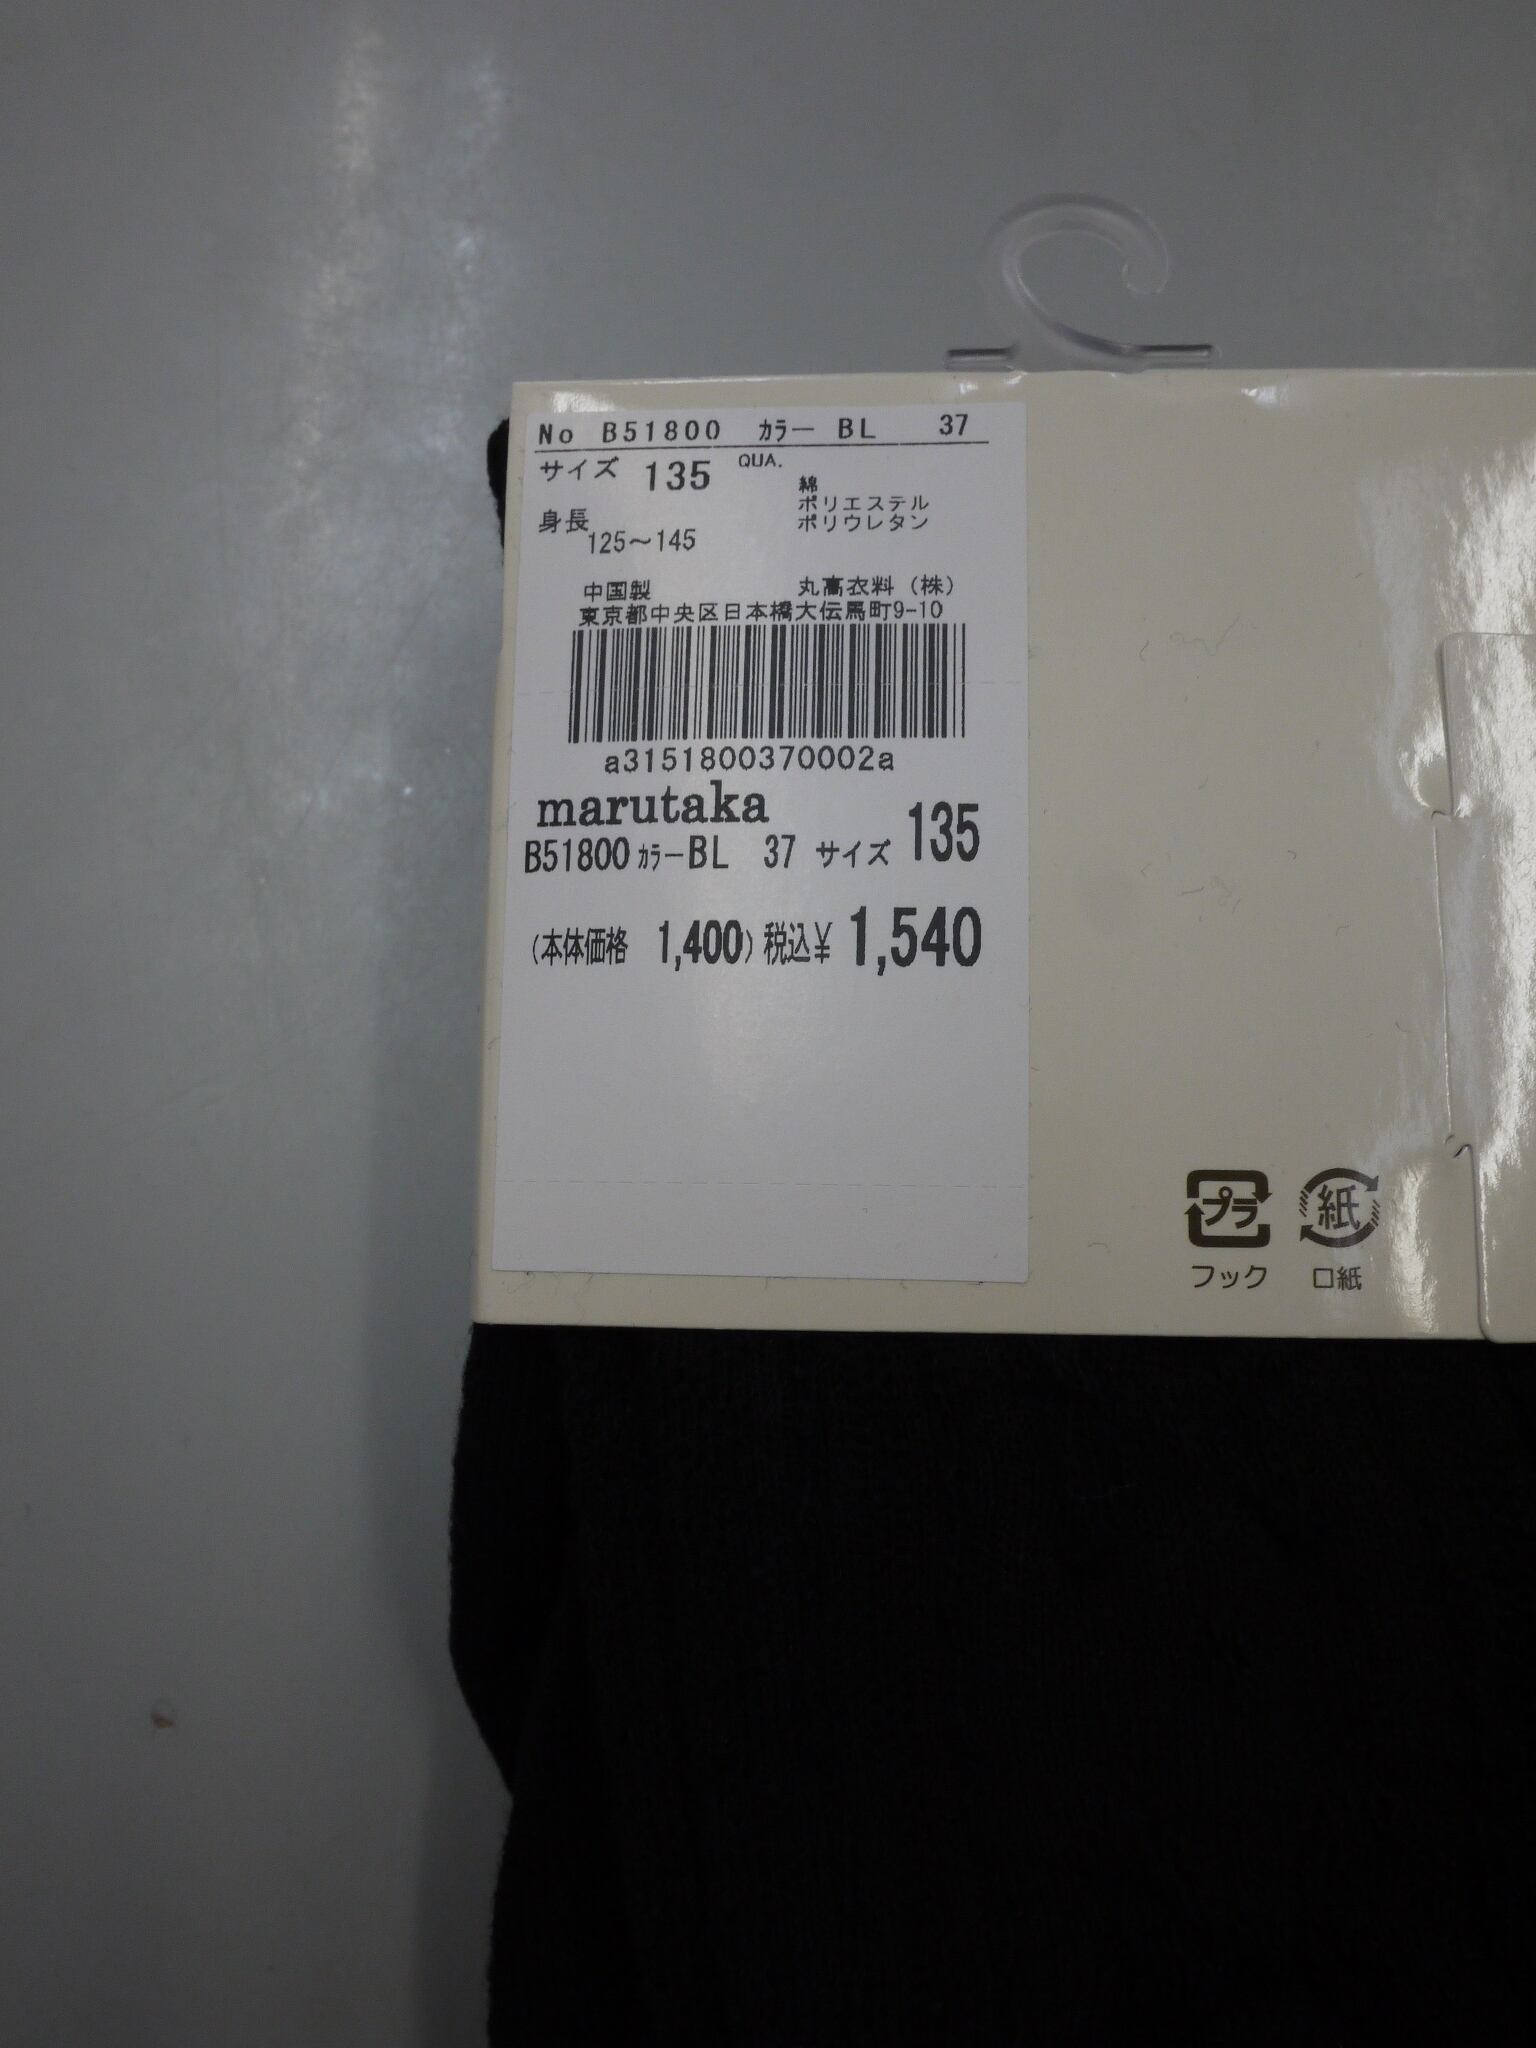 No B51800 カラー BL 37
サイズ 135 QUA.
綿
ポリエステル
ポリウレタン
身長
125～145
中国製 丸高衣料（株）
東京都中央区日本橋大伝馬町9-10
a3151800370002a
marutaka
B51800 カラーBL 37 サイズ 135
(本体価格 1,400) 税込¥ 1,540
プラ 紙
フック 口紙